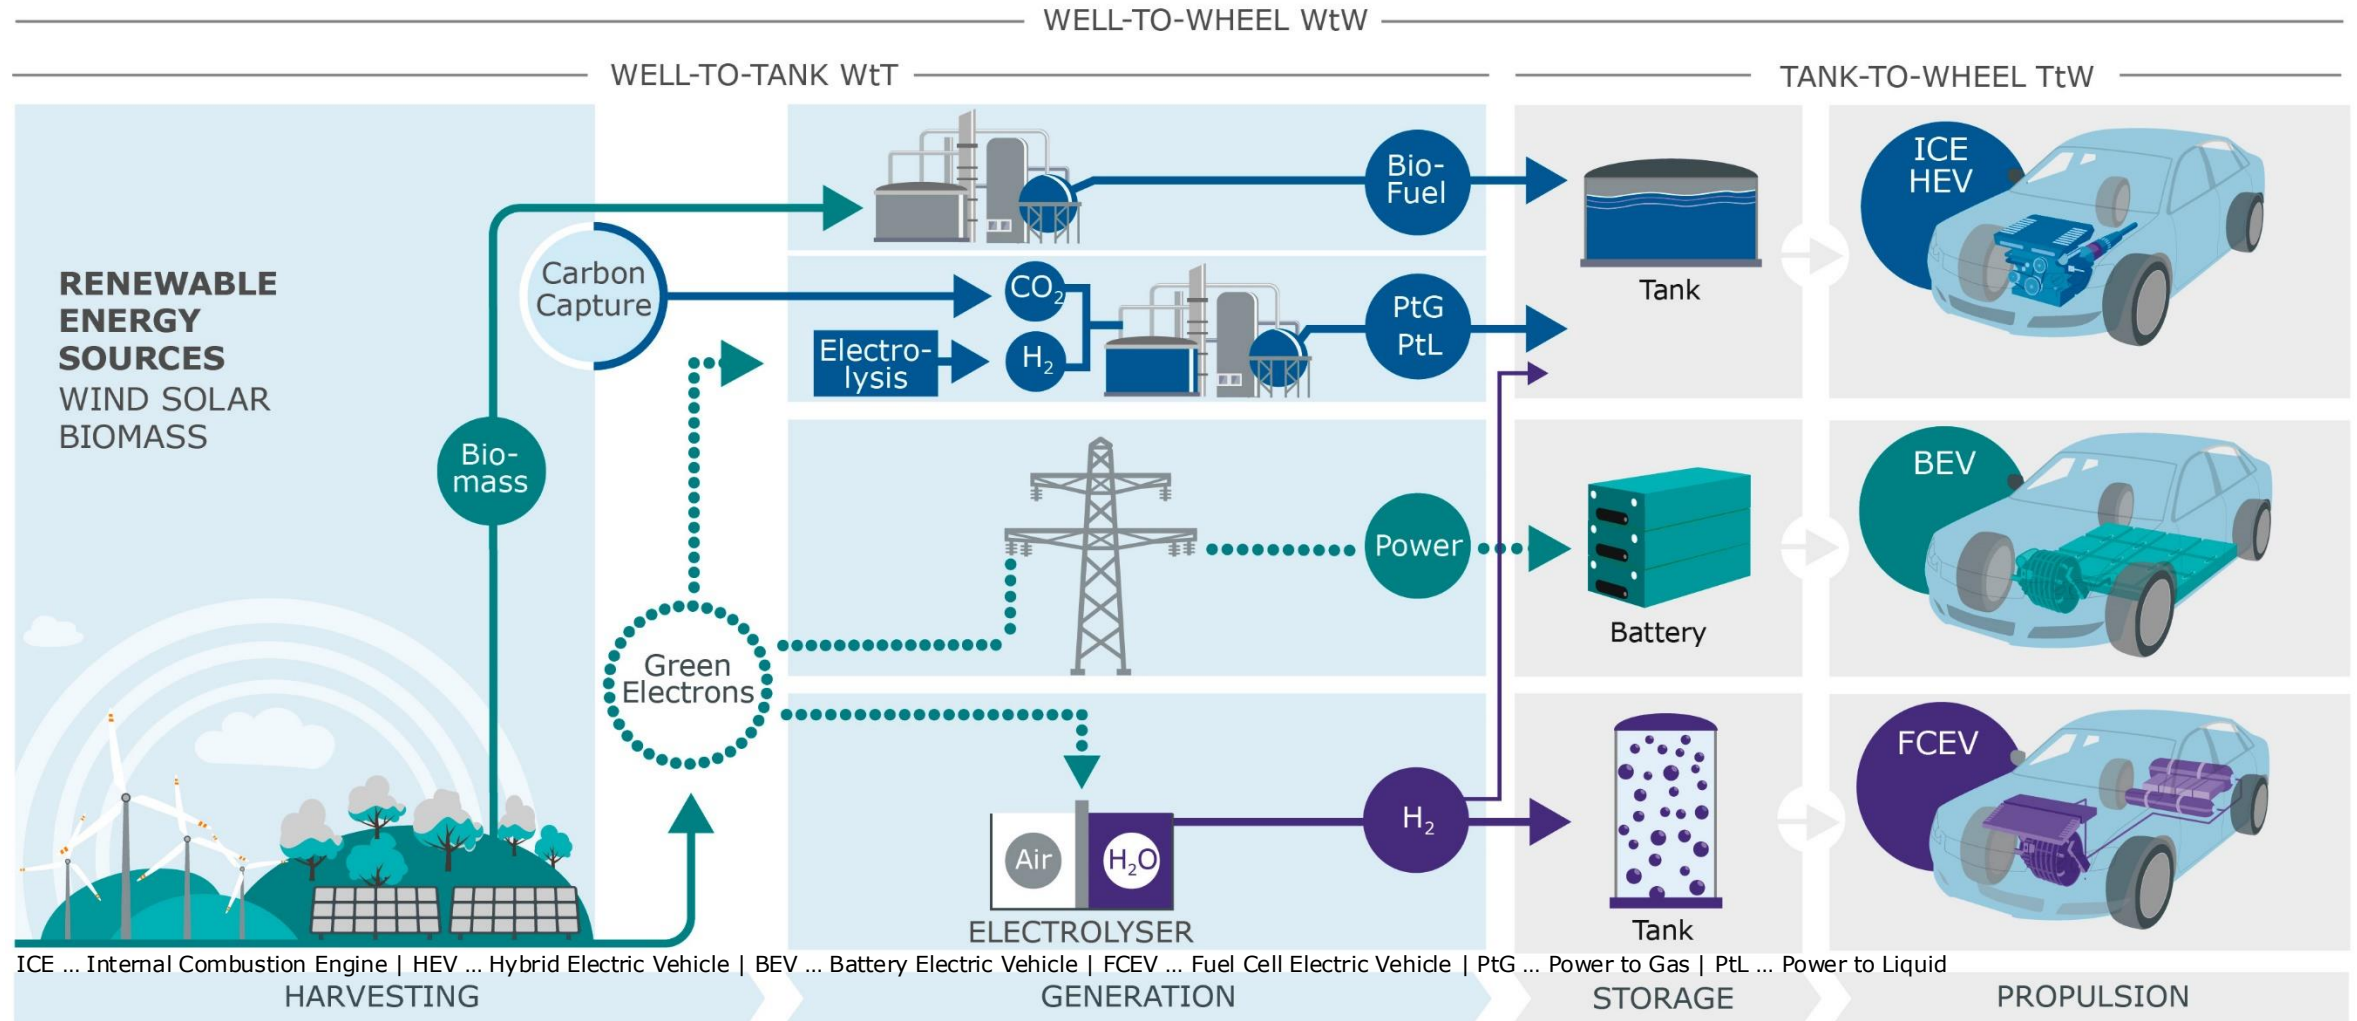 WELL-TO-WHEEL WtW
WELL-TO-TANK WtT
TANK-TO-WHEEL TtW
RENEWABLE
ENERGY
SOURCES
WIND SOLAR
BIOMASS
Bio-
mass
Carbon
Capture
Green
Electrons
Bio-
Fuel
CO₂
Electro-
lysis
H₂
PtG
PtL
Power
Air
H₂O
ELECTROLYSER
H₂
Tank
Battery
Tank
ICE
HEV
BEV
FCEV
ICE ... Internal Combustion Engine | HEV ... Hybrid Electric Vehicle | BEV ... Battery Electric Vehicle | FCEV ... Fuel Cell Electric Vehicle | PtG ... Power to Gas | PtL ... Power to Liquid
HARVESTING
GENERATION
STORAGE
PROPULSION